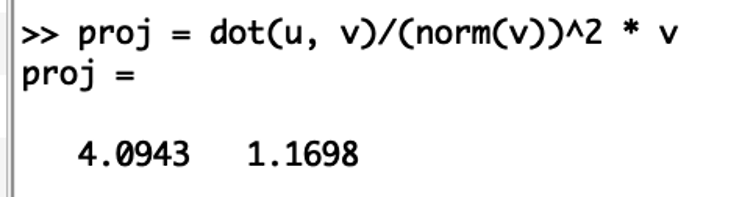 >> proj = dot(u, v)/(norm(v))^2 * v
proj =
4.0943 1.1698